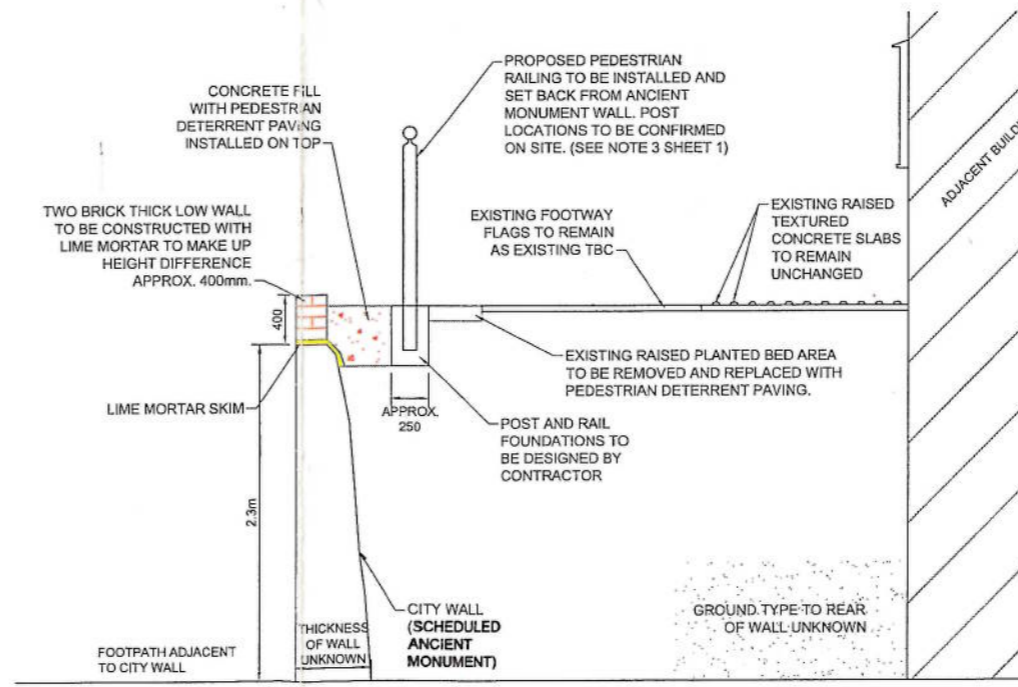 CONCRETE FILL
WITH PEDESTRIAN
DETERRENT PAVING
INSTALLED ON TOP
PROPOSED PEDESTRIAN
RAILING TO BE INSTALLED AND
SET BACK FROM ANCIENT
MONUMENT WALL. POST
LOCATIONS TO BE CONFIRMED
ON SITE. (SEE NOTE 3 SHEET 1)
TWO BRICK THICK LOW WALL
TO BE CONSTRUCTED WITH
LIME MORTAR TO MAKE UP
HEIGHT DIFFERENCE
APPROX. 400mm.
EXISTING FOOTWAY
FLAGS TO REMAIN
AS EXISTING TBC
EXISTING RAISED
TEXTURED
CONCRETE SLABS
TO REMAIN
UNCHANGED
ADJACENT BUILD
400
LIME MORTAR SKIM
APPROX.
250
EXISTING RAISED PLANTED BED AREA
TO BE REMOVED AND REPLACED WITH
PEDESTRIAN DETERRENT PAVING.
POST AND RAIL
FOUNDATIONS TO
BE DESIGNED BY
CONTRACTOR
2.3m
CITY WALL
(SCHEDULED
ANCIENT
MONUMENT)
GROUND TYPE TO REAR
OF WALL UNKNOWN
THICKNESS
OF WALL
UNKNOWN
FOOTPATH ADJACENT
TO CITY WALL